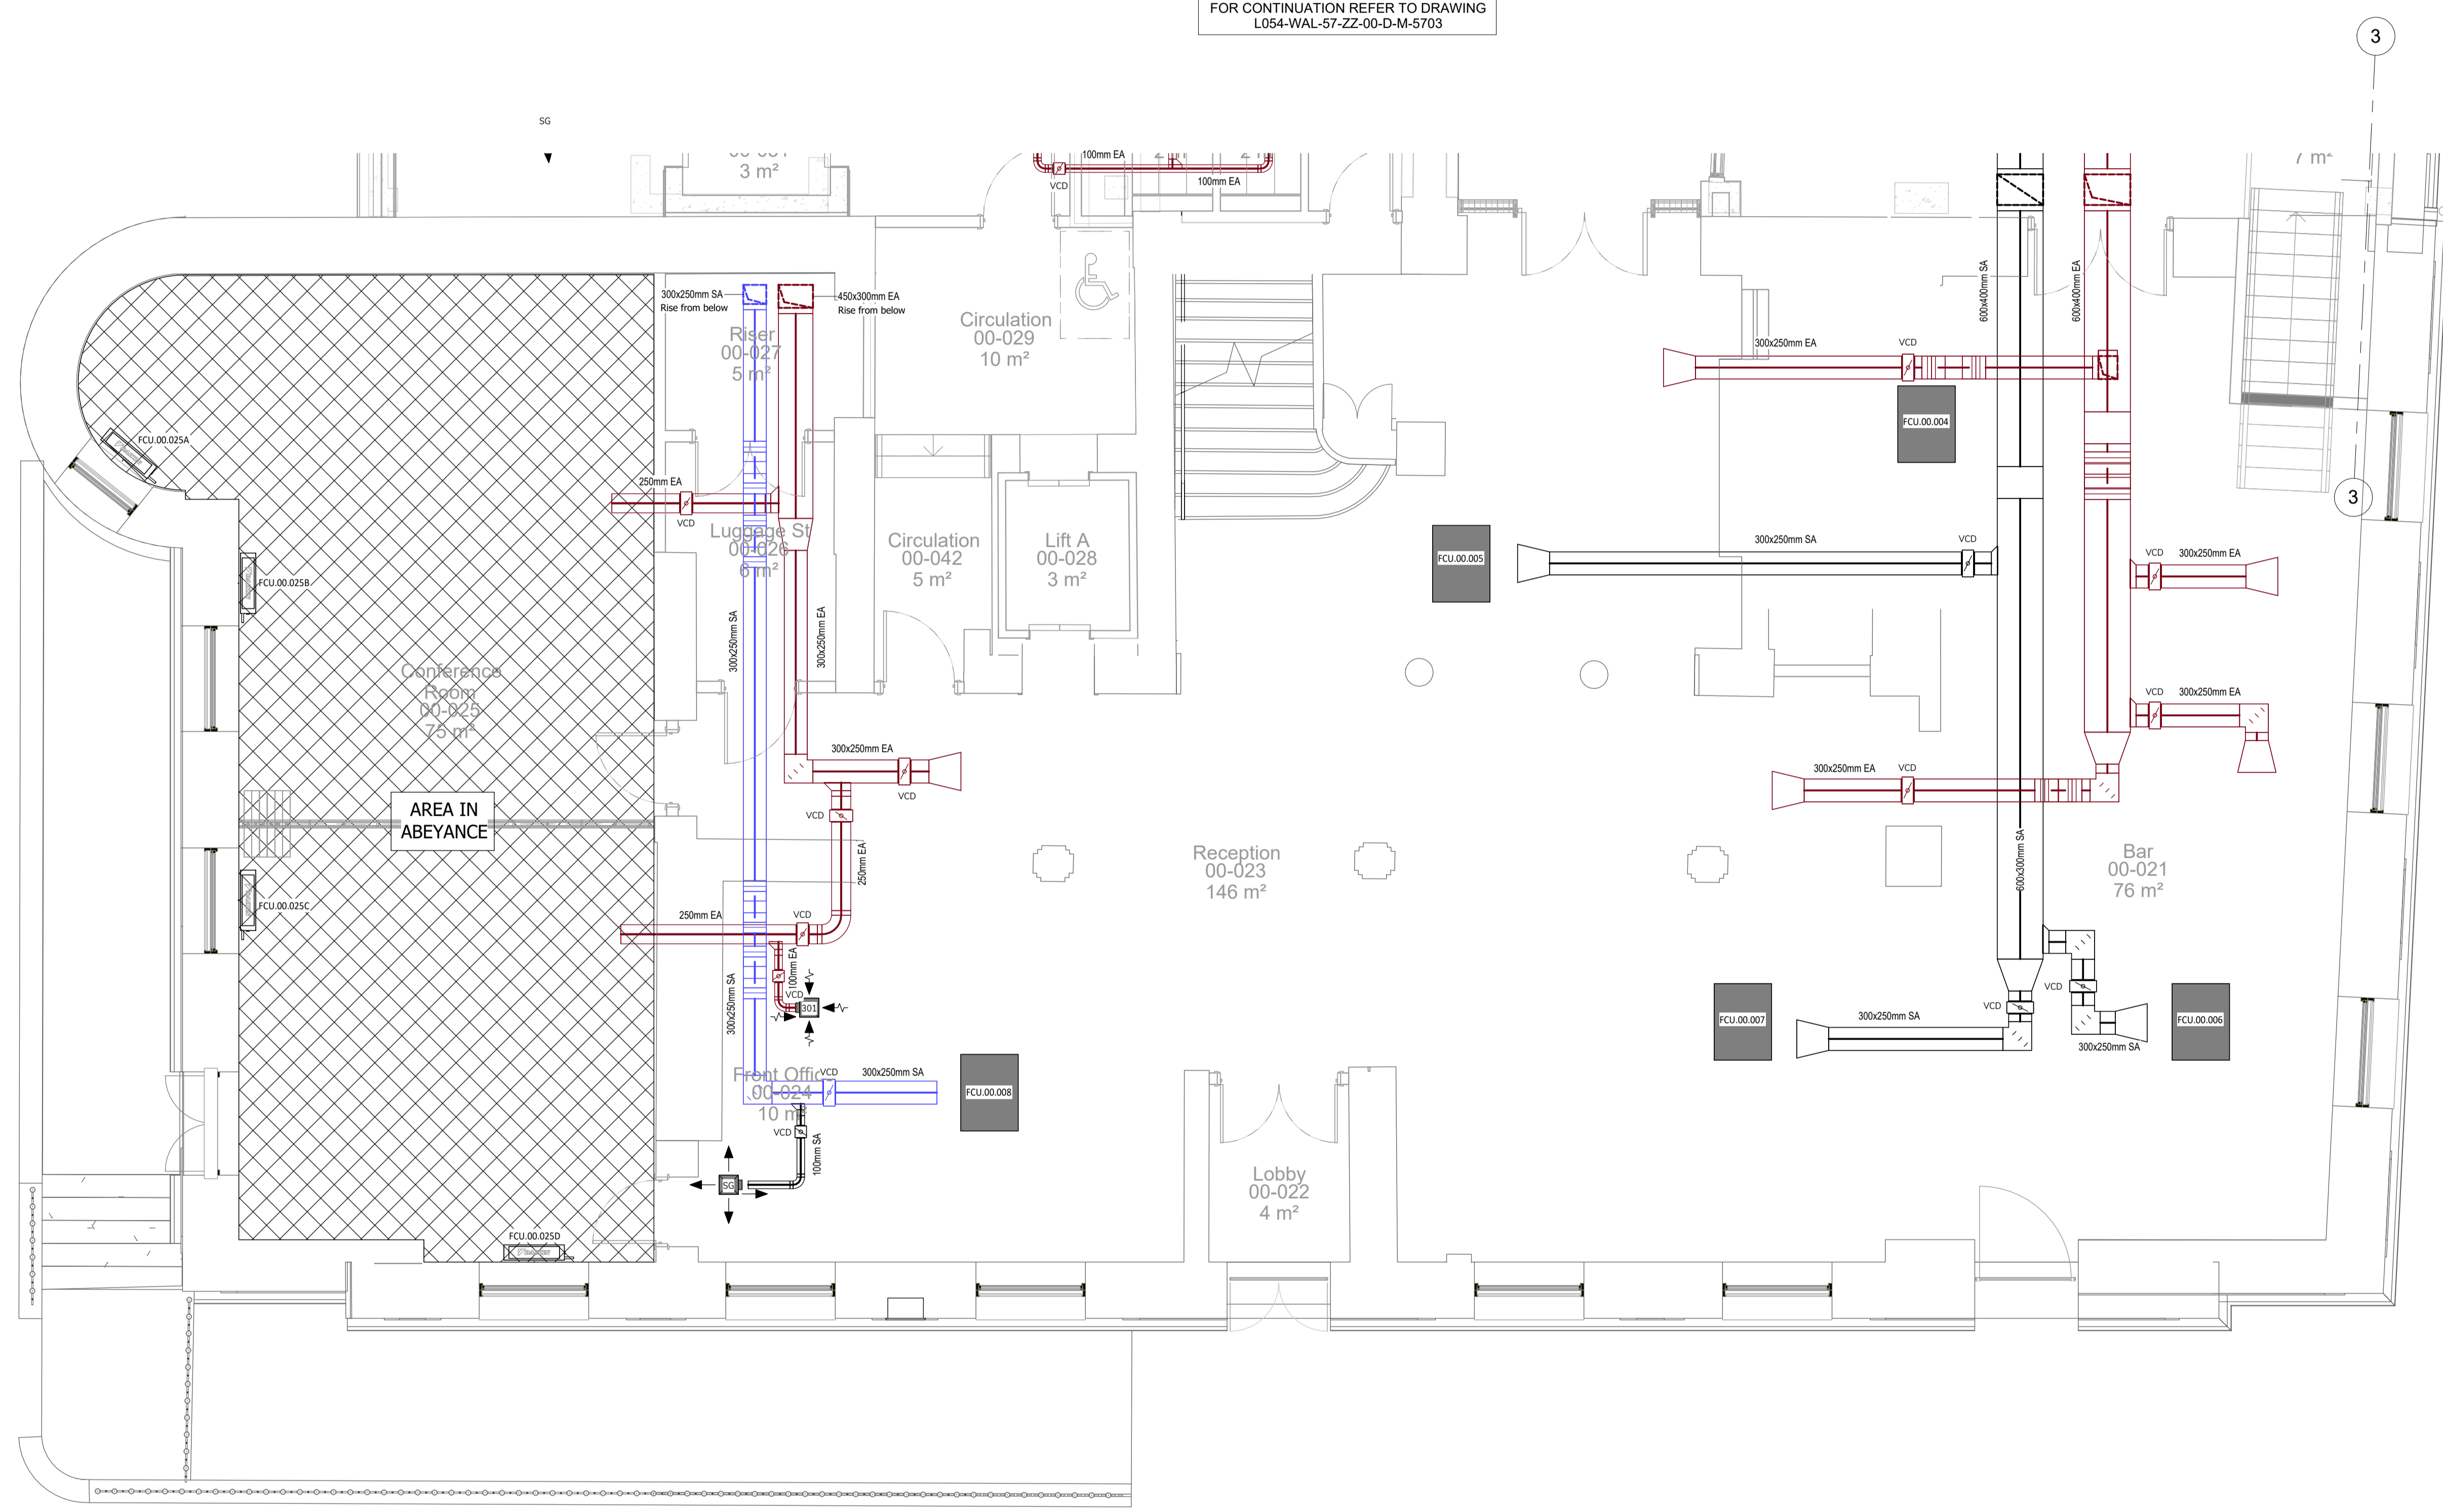 FOR CONTINUATION REFER TO DRAWING
L054-WAL-57-ZZ-00-D-M-5703
3
SG
3 m²
100mm EA
VCD
100mm EA
7 m²
300x250mm SA
Rise from below
450x300mm EA
Rise from below
Riser
00-027
5 m²
Circulation
00-029
10 m²
600x400mm SA
600x400mm EA
300x250mm EA
VCD
FCU.00.004
FCU.00.025A
250mm EA
VCD
3
Luggage St
00-026
6 m²
Circulation
00-042
5 m²
Lift A
00-028
3 m²
FCU.00.005
300x250mm SA
VCD
VCD
300x250mm EA
FCU.00.025B
300x250mm SA
300x250mm EA
Conference
Room
00-025
75 m²
VCD
300x250mm EA
300x250mm EA
VCD
300x250mm EA
VCD
AREA IN
ABEYANCE
VCD
250mm EA
Reception
00-023
146 m²
600x300mm SA
Bar
00-021
76 m²
FCU.00.025C
250mm EA
VCD
100mm EA
VCD
301
300x250mm SA
VCD
VCD
FCU.00.007
300x250mm SA
300x250mm SA
FCU.00.006
Front Offic
00-024
10 m²
VCD
300x250mm SA
FCU.00.008
VCD
100mm SA
SG
Lobby
00-022
4 m²
FCU.00.025D